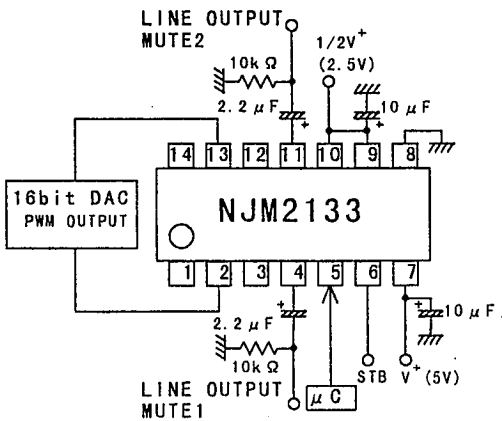 LINE OUTPUT
MUTE2
1/2V+
(2.5V)
10kΩ
2.2μF
10μF
14 13 12 11 10 9 8
16bit DAC
PWM OUTPUT
NJM2133
1 2 3 4 5 6 7
2.2μF
10kΩ
10μF
LINE OUTPUT
MUTE1
μC
STB
V+ (5V)
+
+
+
+